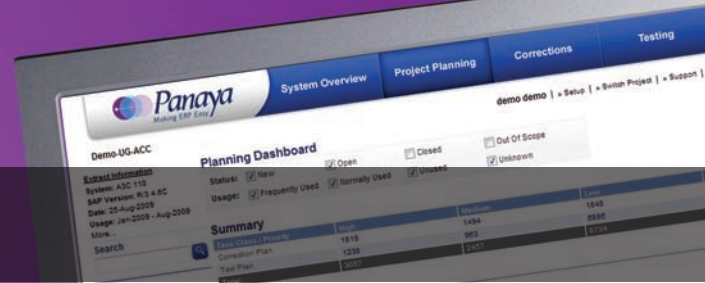 Panaya
Making ERP Easy
System Overview
Project Planning
Corrections
Testing
demo demo | » Setup | » Switch Project | » Support |
Demo-UG-ACC
Extract Information
System: A3C 110
SAP Version: R/3 4.6C
Date: 25-Aug-2009
Usage: Jan-2009 - Aug-2009
More...
Search
Planning Dashboard
Status: New Open Closed Out Of Scope
Usage: Frequently Used Normally Used Unused Unknown
Summary
Task Class / Priority High Medium Low
Correction Plan 1819 1494 1848
Test Plan 1238 963
Total 3057 2457 8734